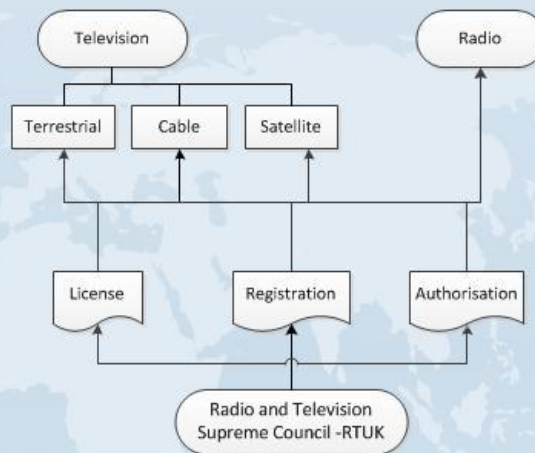 Television
Radio
Terrestrial
Cable
Satellite
License
Registration
Authorisation
Radio and Television
Supreme Council -RTUK